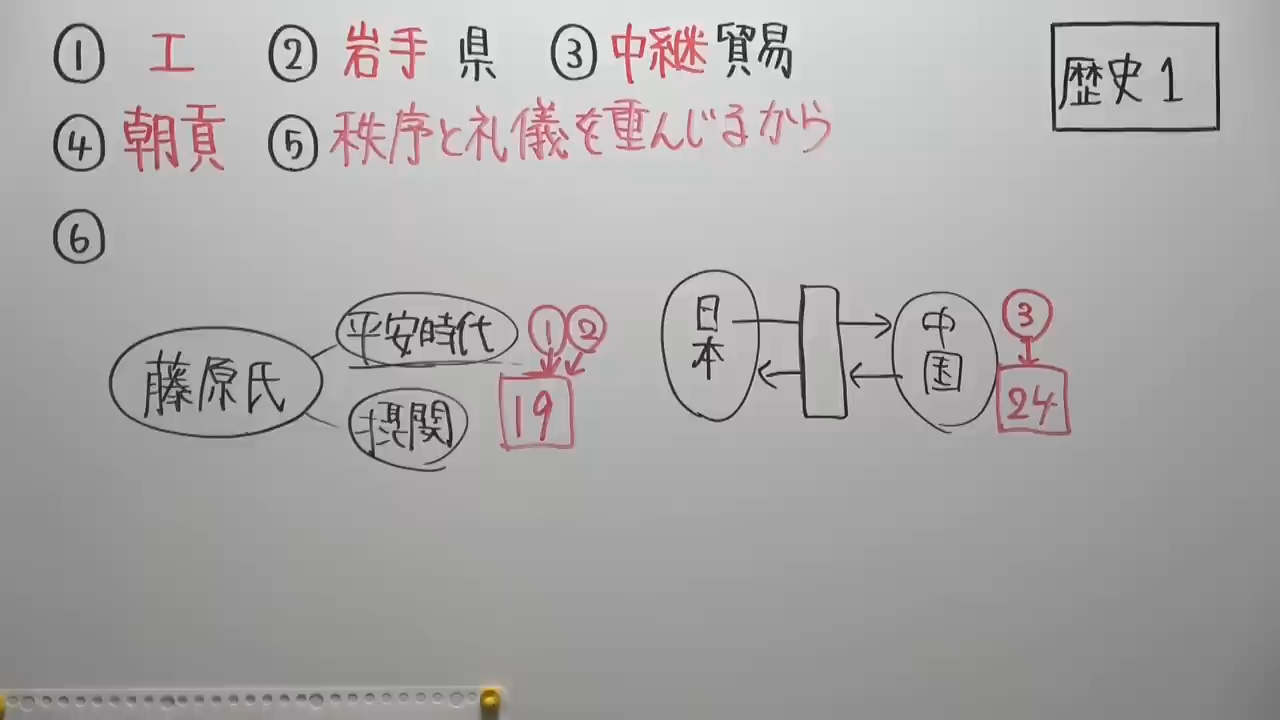 ① エ ② 岩手県 ③ 中継貿易
歴史1
④ 朝貢 ⑤ 秩序と礼儀を重んじるから
⑥
藤原氏
平安時代
摂関
① ②
19
日本
中国
③
24